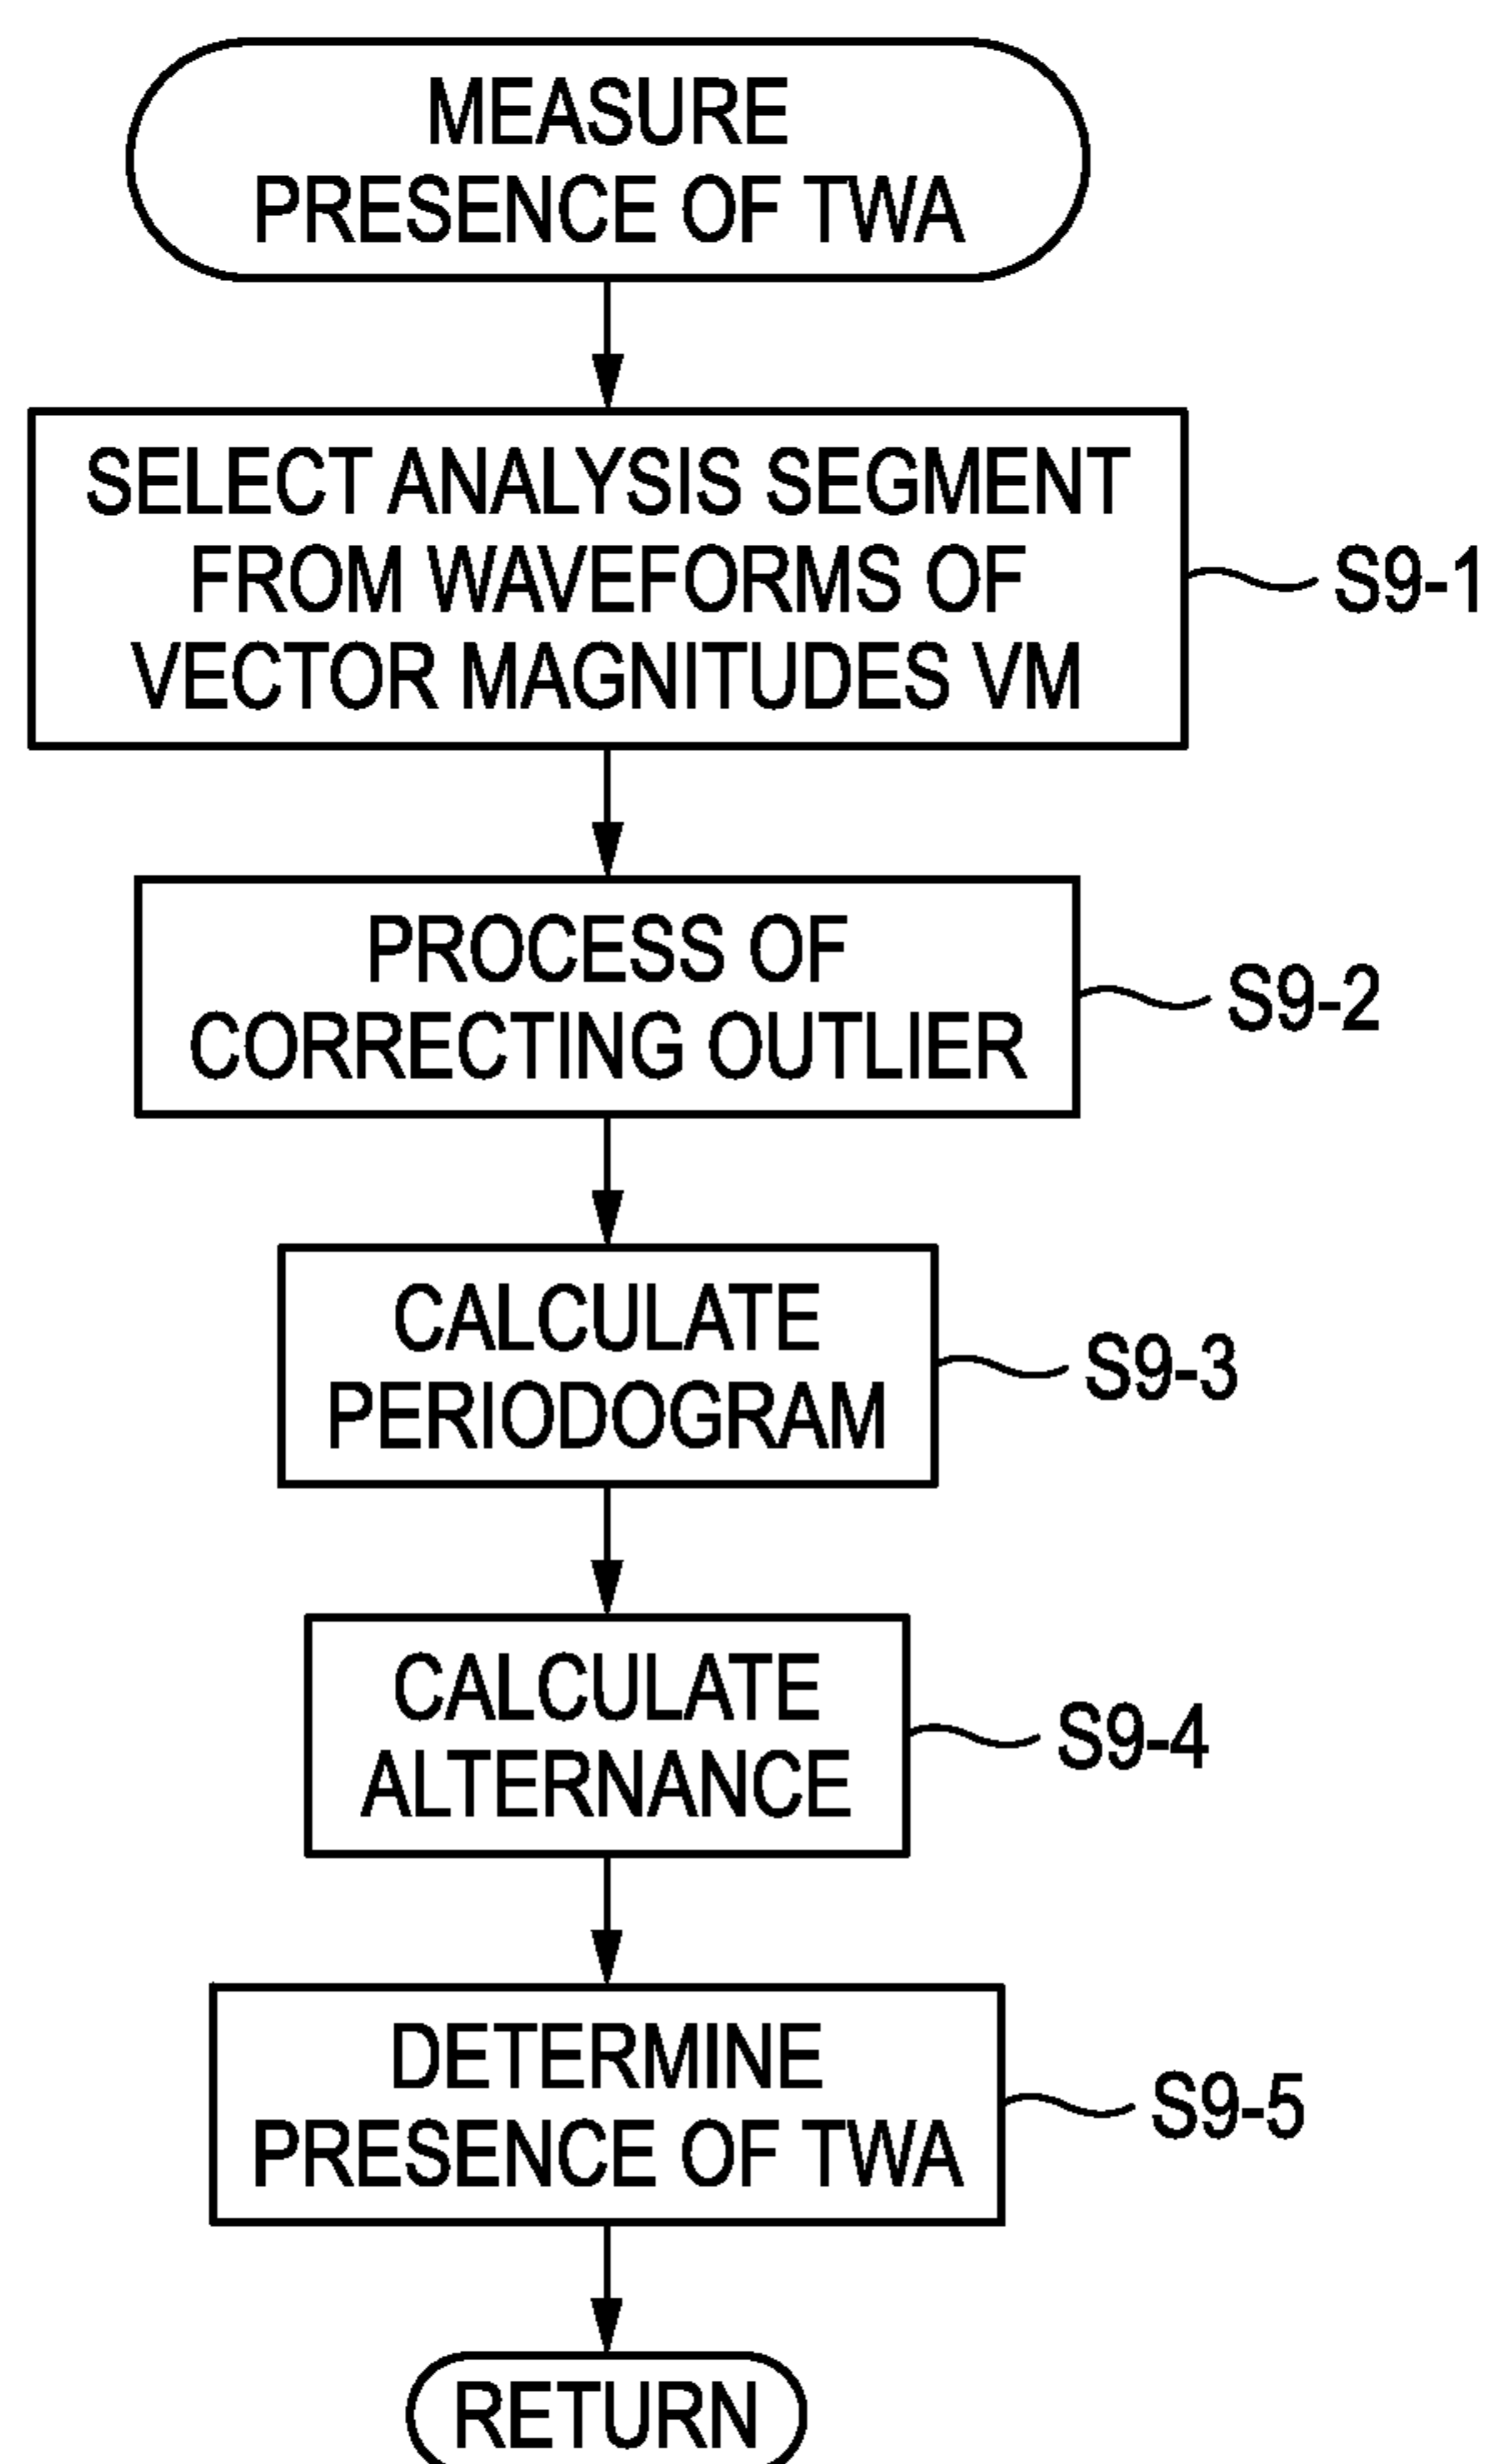 MEASURE
PRESENCE OF TWA
SELECT ANALYSIS SEGMENT
FROM WAVEFORMS OF
VECTOR MAGNITUDES VM
S9-1
PROCESS OF
CORRECTING OUTLIER
S9-2
CALCULATE
PERIODOGRAM
S9-3
CALCULATE
ALTERNANCE
S9-4
DETERMINE
PRESENCE OF TWA
S9-5
RETURN